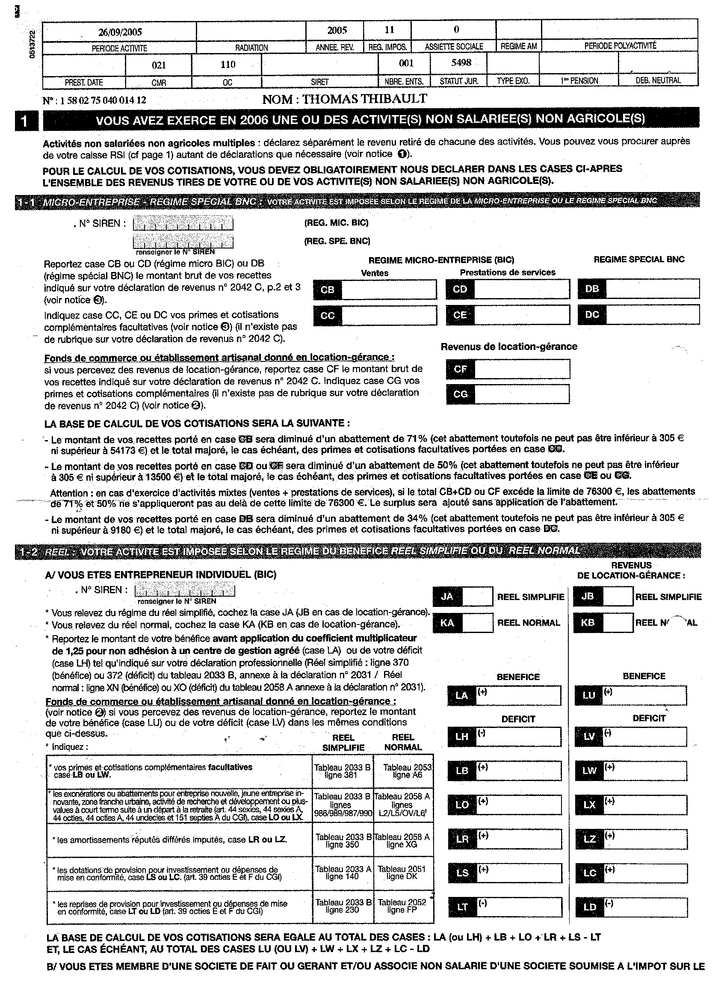 0513722
26/09/2005 2005 11 0
PERIODE ACTIVITE RADIATION ANNEE. REV. REG. IMPOS. ASSIETTE SOCIALE REGIME AM PERIODE POLYACTIVITÉ
021 110 001 5498
PREST. DATE CMR OC SIRET NBRE. ENTS. STATUT JUR. TYPE EXO. 1ère PENSION DEB. NEUTRAL
N° : 1 58 02 75 040 014 12 NOM : THOMAS THIBAULT
1 VOUS AVEZ EXERCE EN 2006 UNE OU DES ACTIVITE(S) NON SALARIEE(S) NON AGRICOLE(S)
Activités non salariées non agricoles multiples : déclarez séparément le revenu retiré de chacune des activités. Vous pouvez vous procurer auprès
de votre caisse RSI (cf page 1) autant de déclarations que nécessaire (voir notice ❶).
POUR LE CALCUL DE VOS COTISATIONS, VOUS DEVEZ OBLIGATOIREMENT NOUS DECLARER DANS LES CASES CI-APRES
L'ENSEMBLE DES REVENUS TIRES DE VOTRE OU DE VOS ACTIVITE(S) NON SALARIEE(S) NON AGRICOLE(S).
1-1 MICRO-ENTREPRISE - REGIME SPECIAL BNC : VOTRE ACTIVITE EST IMPOSEE SELON LE REGIME DE LA MICRO-ENTREPRISE OU LE REGIME SPECIAL BNC
. N° SIREN : (REG. MIC. BIC)
(REG. SPE. BNC)
renseigner le N° SIREN
REGIME MICRO-ENTREPRISE (BIC) REGIME SPECIAL BNC
Ventes Prestations de services
Reportez case CB ou CD (régime micro BIC) ou DB
(régime spécial BNC) le montant brut de vos recettes
indiqué sur votre déclaration de revenus n° 2042 C, p.2 et 3
(voir notice ❸).
CB CD DB
Indiquez case CC, CE ou DC vos primes et cotisations
complémentaires facultatives (voir notice ❸) (il n'existe pas
de rubrique sur votre déclaration de revenus n° 2042 C).
CC CE DC
Revenus de location-gérance
Fonds de commerce ou établissement artisanal donné en location-gérance :
si vous percevez des revenus de location-gérance, reportez case CF le montant brut de
vos recettes indiqué sur votre déclaration de revenus n° 2042 C. Indiquez case CG vos
primes et cotisations complémentaires (il n'existe pas de rubrique sur votre déclaration
de revenus n° 2042 C) (voir notice ❷).
CF
CG
LA BASE DE CALCUL DE VOS COTISATIONS SERA LA SUIVANTE :
- Le montant de vos recettes porté en case CB sera diminué d'un abattement de 71% (cet abattement toutefois ne peut pas être inférieur à 305 €
ni supérieur à 54173 €) et le total majoré, le cas échéant, des primes et cotisations facultatives portées en case CC.
- Le montant de vos recettes porté en case CD ou CF sera diminué d'un abattement de 50% (cet abattement toutefois ne peut pas être inférieur
à 305 € ni supérieur à 13500 €) et le total majoré, le cas échéant, des primes et cotisations facultatives portées en case CE ou CG.
Attention : en cas d'exercice d'activités mixtes (ventes + prestations de services), si le total CB+CD ou CF excéde la limite de 76300 €, les abattements
de 71% et 50% ne s'appliqueront pas au delà de cette limite de 76300 €. Le surplus sera ajouté sans application de l'abattement.
- Le montant de vos recettes porté en case DB sera diminué d'un abattement de 34% (cet abattement toutefois ne peut pas être inférieur à 305 €
ni supérieur à 9180 €) et le total majoré, le cas échéant, des primes et cotisations facultatives portées en case DC.
1-2 REEL : VOTRE ACTIVITE EST IMPOSEE SELON LE REGIME DU BENEFICE REEL SIMPLIFIE OU DU REEL NORMAL
A/ VOUS ETES ENTREPRENEUR INDIVIDUEL (BIC)
REVENUS
DE LOCATION-GÉRANCE :
. N° SIREN :
renseigner le N° SIREN
JA REEL SIMPLIFIE JB REEL SIMPLIFIE
* Vous relevez du régime du réel simplifié, cochez la case JA (JB en cas de location-gérance).
* Vous relevez du réel normal, cochez la case KA (KB en cas de location-gérance).
KA REEL NORMAL KB REEL N AL
* Reportez le montant de votre bénéfice avant application du coefficient multiplicateur
de 1,25 pour non adhésion à un centre de gestion agréé (case LA) ou de votre déficit
(case LH) tel qu'indiqué sur votre déclaration professionnelle (Réel simplifié : ligne 370
(bénéfice) ou 372 (déficit) du tableau 2033 B, annexe à la déclaration n° 2031 / Réel
normal : ligne XN (bénéfice) ou XO (déficit) du tableau 2058 A annexe à la déclaration n° 2031).
BENEFICE BENEFICE
LA (+) LU (+)
Fonds de commerce ou établissement artisanal donné en location-gérance :
(voir notice ❷) si vous percevez des revenus de location-gérance, reportez le montant
de votre bénéfice (case LU) ou de votre déficit (case LV) dans les mêmes conditions
que ci-dessus.
DEFICIT DEFICIT
LH (-) LV (-)
* Indiquez :
REEL SIMPLIFIE REEL NORMAL
* vos primes et cotisations complémentaires facultatives
case LB ou LW.
Tableau 2033 B ligne 381
Tableau 2053 ligne A6
LB (+) LW (+)
* les exonérations ou abattements pour entreprise nouvelle, jeune entreprise in-
novante, zone franche urbaine, activité de recherche et développement ou plus-
values à court terme suite à un départ à la retraite (art. 44 sexies, 44 sexies A,
44 octies, 44 octies A, 44 undecies et 151 septies A du CGI), case LO ou LX.
Tableau 2033 B lignes 986/989/987/990
Tableau 2058 A lignes L2/L5/OV/L6
LO (+) LX (+)
* les amortissements réputés différés imputés, case LR ou LZ.
Tableau 2033 B ligne 350
Tableau 2058 A ligne XG
LR (+) LZ (+)
* les dotations de provision pour investissement ou dépenses de
mise en conformité, case LS ou LC. (art. 39 octies E et F du CGI)
Tableau 2033 A ligne 140
Tableau 2051 ligne DK
LS (+) LC (+)
* les reprises de provision pour investissement ou dépenses de mise
en conformité, case LT ou LD (art. 39 octies E et F du CGI)
Tableau 2033 B ligne 230
Tableau 2052 ligne FP
LT (-) LD (-)
LA BASE DE CALCUL DE VOS COTISATIONS SERA EGALE AU TOTAL DES CASES : LA (ou LH) + LB + LO + LR + LS - LT
ET, LE CAS ÉCHÉANT, AU TOTAL DES CASES LU (OU LV) + LW + LX + LZ + LC - LD
B/ VOUS ETES MEMBRE D'UNE SOCIETE DE FAIT OU GERANT ET/OU ASSOCIE NON SALARIE D'UNE SOCIETE SOUMISE A L'IMPOT SUR LE